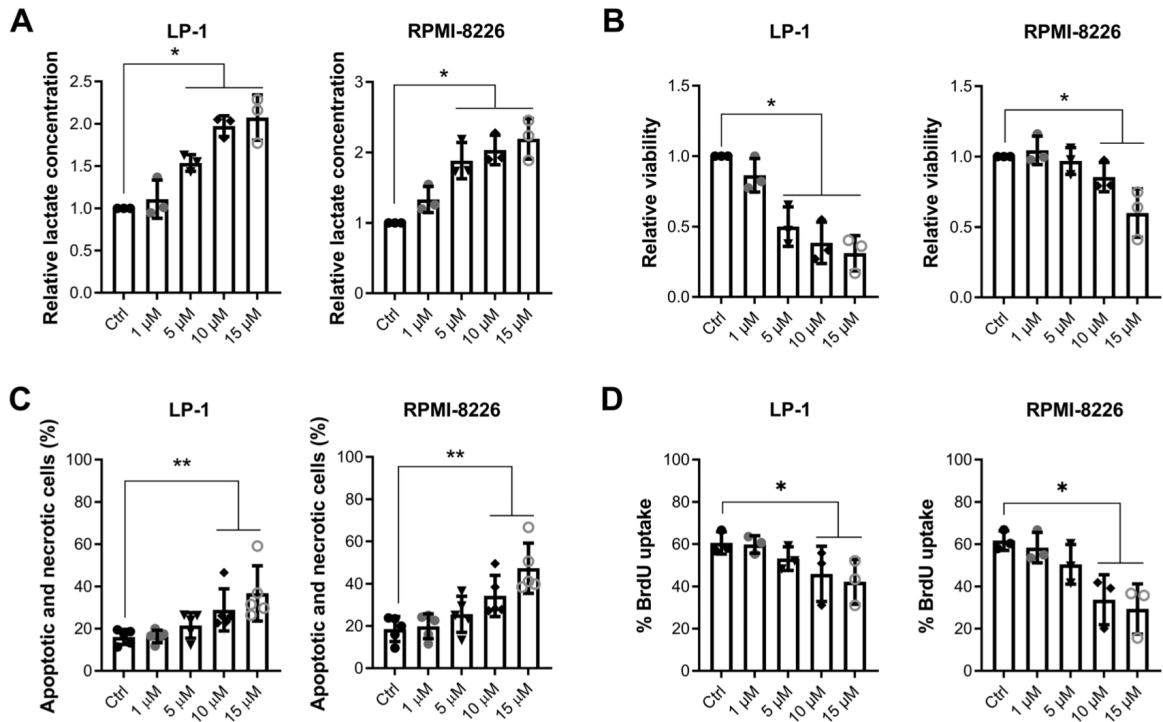 A
LP-1
Relative lactate concentration
2.5
2.0
1.5
1.0
0.5
0.0
*
Ctrl
1 μM
5 μM
10 μM
15 μM
RPMI-8226
Relative lactate concentration
3
2
1
0
*
Ctrl
1 μM
5 μM
10 μM
15 μM
B
LP-1
Relative viability
1.5
1.0
0.5
0.0
*
Ctrl
1 μM
5 μM
10 μM
15 μM
RPMI-8226
Relative viability
1.5
1.0
0.5
0.0
*
Ctrl
1 μM
5 μM
10 μM
15 μM
C
LP-1
Apoptotic and necrotic cells (%)
100
80
60
40
20
0
**
Ctrl
1 μM
5 μM
10 μM
15 μM
RPMI-8226
Apoptotic and necrotic cells (%)
100
80
60
40
20
0
**
Ctrl
1 μM
5 μM
10 μM
15 μM
D
LP-1
% BrdU uptake
100
80
60
40
20
0
*
Ctrl
1 μM
5 μM
10 μM
15 μM
RPMI-8226
% BrdU uptake
100
80
60
40
20
0
*
Ctrl
1 μM
5 μM
10 μM
15 μM